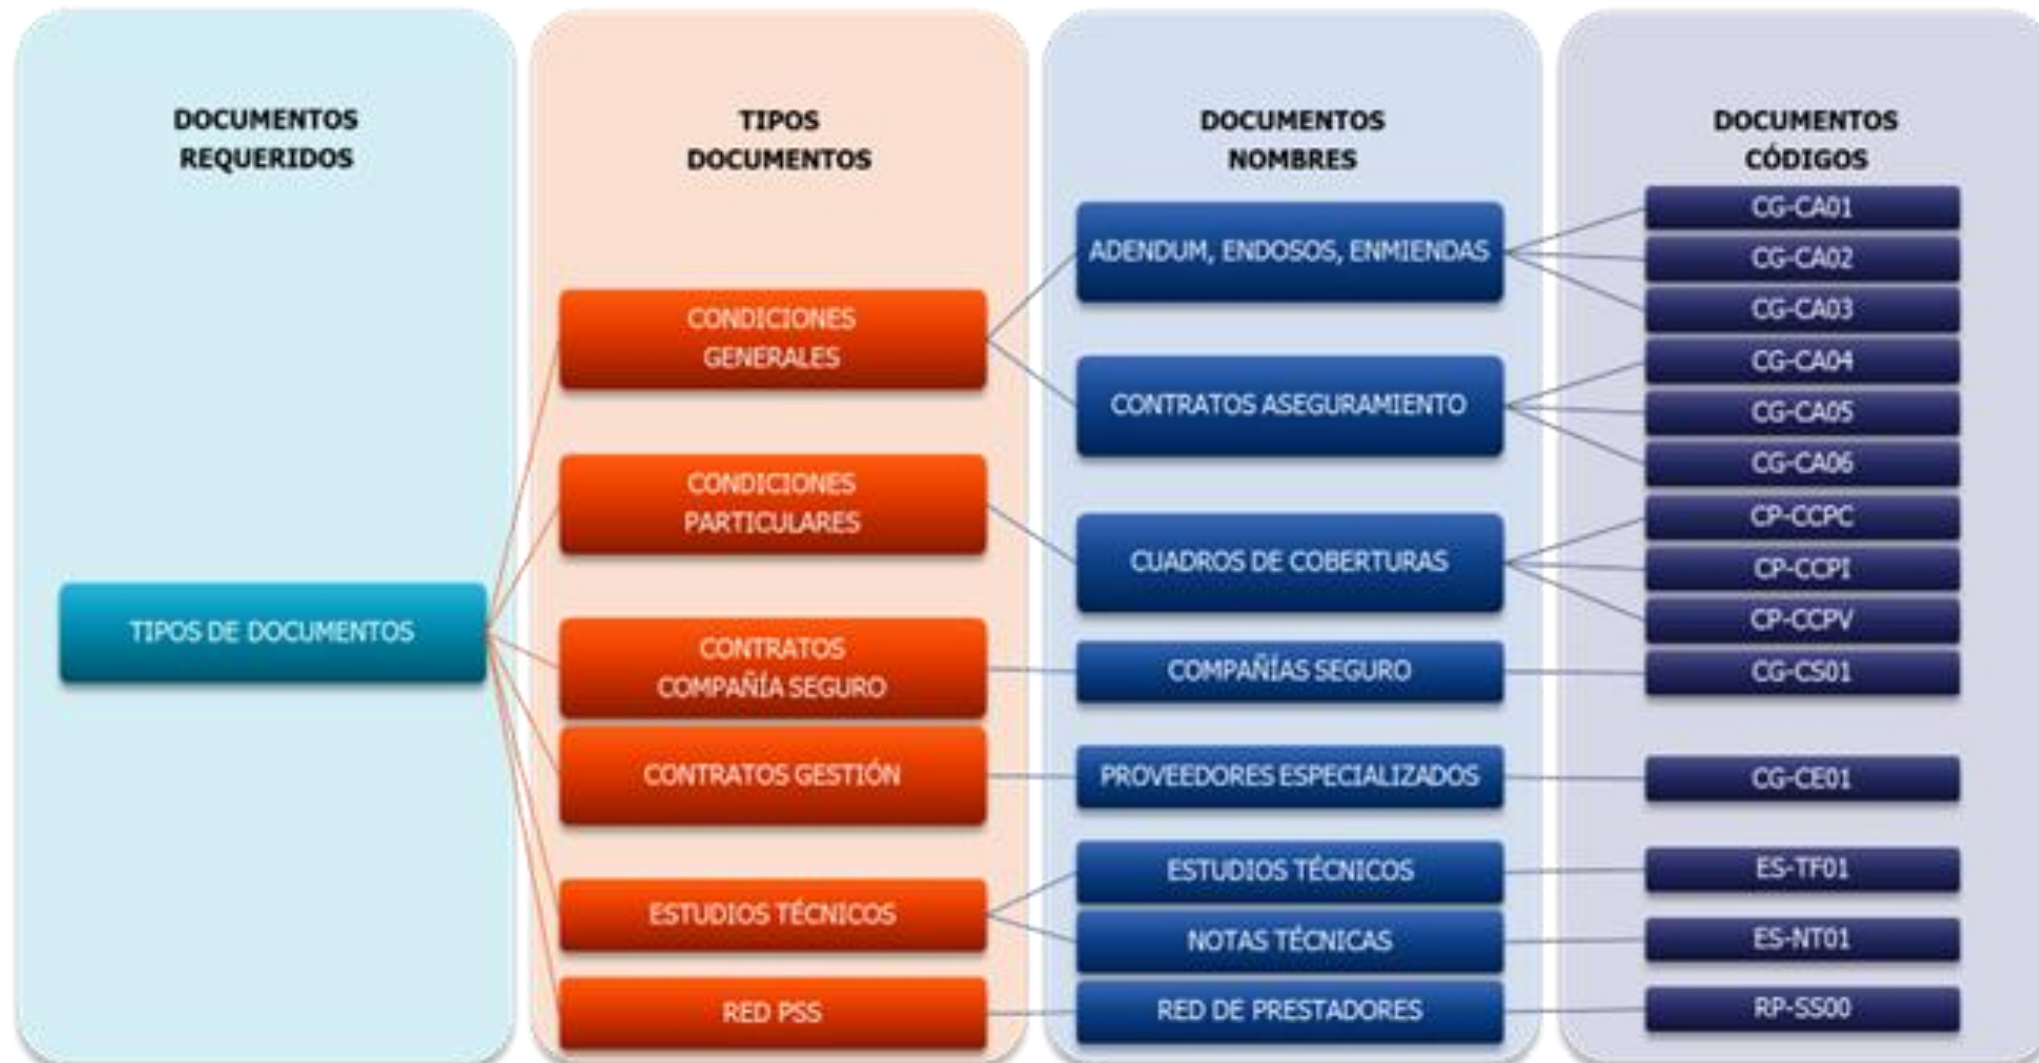 DOCUMENTOS
REQUERIDOS
TIPOS DE DOCUMENTOS
TIPOS
DOCUMENTOS
CONDICIONES
GENERALES
CONDICIONES
PARTICULARES
CONTRATOS
COMPAÑÍA SEGURO
CONTRATOS GESTIÓN
ESTUDIOS TÉCNICOS
RED PSS
DOCUMENTOS
NOMBRES
ADENDUM, ENDOSOS, ENMIENDAS
CONTRATOS ASEGURAMIENTO
CUADROS DE COBERTURAS
COMPAÑÍAS SEGURO
PROVEEDORES ESPECIALIZADOS
ESTUDIOS TÉCNICOS
NOTAS TÉCNICAS
RED DE PRESTADORES
DOCUMENTOS
CÓDIGOS
CG-CA01
CG-CA02
CG-CA03
CG-CA04
CG-CA05
CG-CA06
CP-CCPC
CP-CCPI
CP-CCPV
CG-CS01
CG-CE01
ES-TF01
ES-NT01
RP-SS00